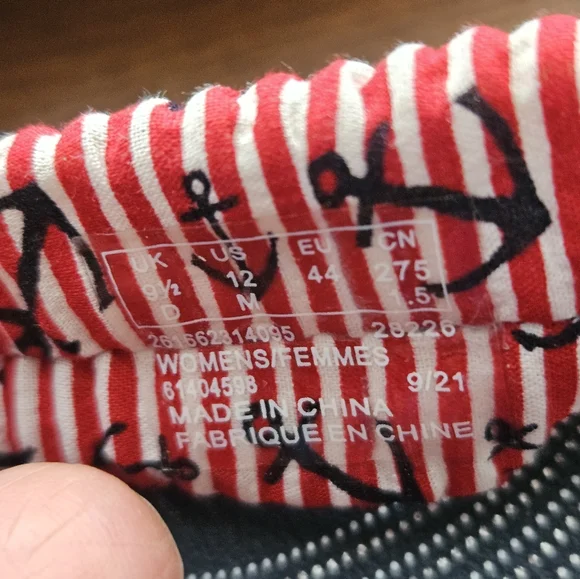 UK US EU CN
9½ 12 44 275
D M 1.5
261662314095 28226
WOMENS/FEMMES
61404598 9/21
MADE IN CHINA
FABRIQUE EN CHINE